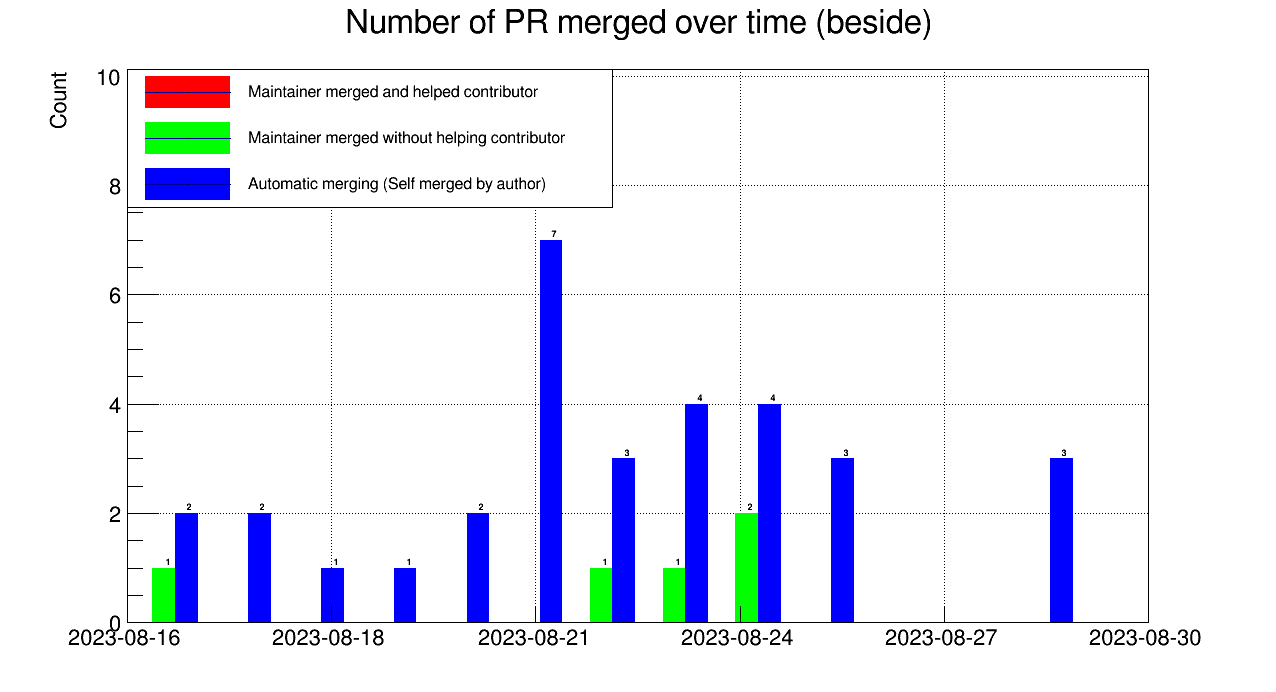 Number of PR merged over time (beside)
Count
10
Maintainer merged and helped contributor
Maintainer merged without helping contributor
8
Automatic merging (Self merged by author)
7
6
4
4 4
3 3 3
2
2 2 2 2
1 1 1 1 1
0
2023-08-16 2023-08-18 2023-08-21 2023-08-24 2023-08-27 2023-08-30